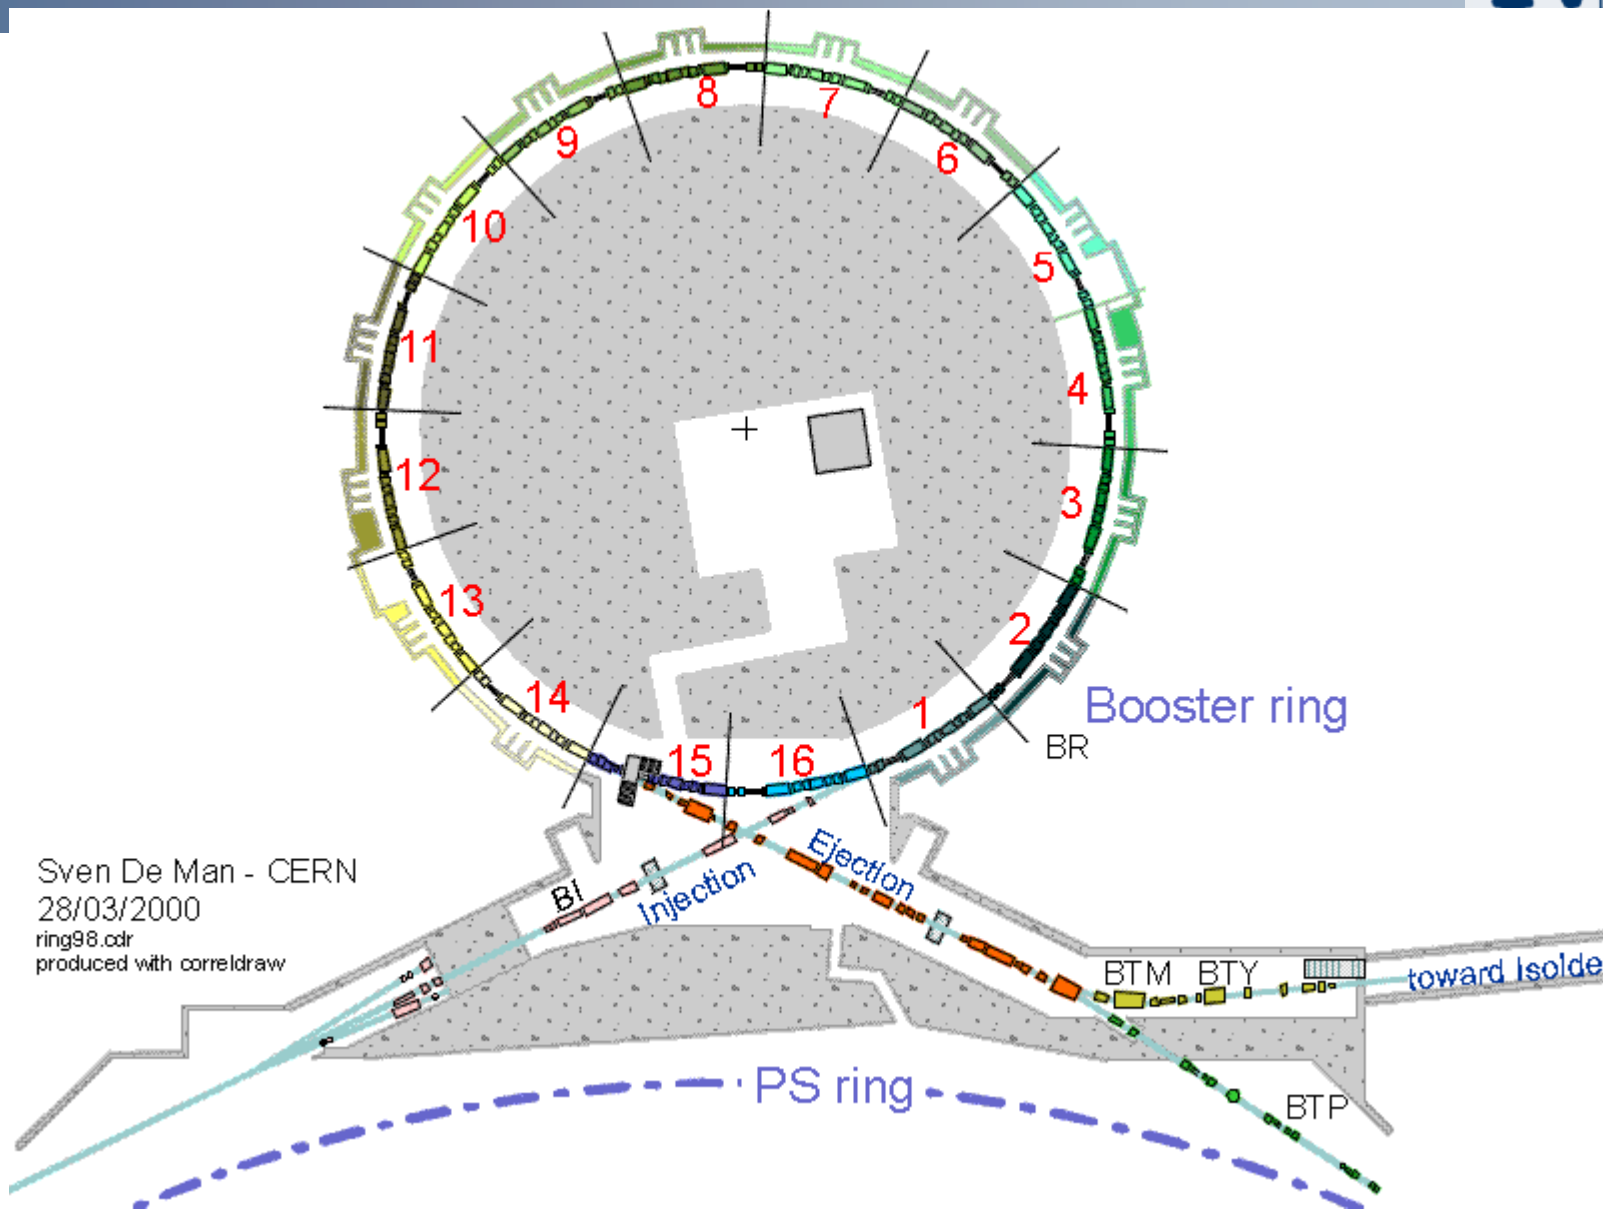 8
7
9
6
10
5
11
4
12
3
13
2
14
1
15
16
Booster ring
BR
Ejection
Injection
BI
Sven De Man - CERN
28/03/2000
ring98.cdr
produced with correldraw
BTM
BTY
toward Isolde
PS ring
BTP